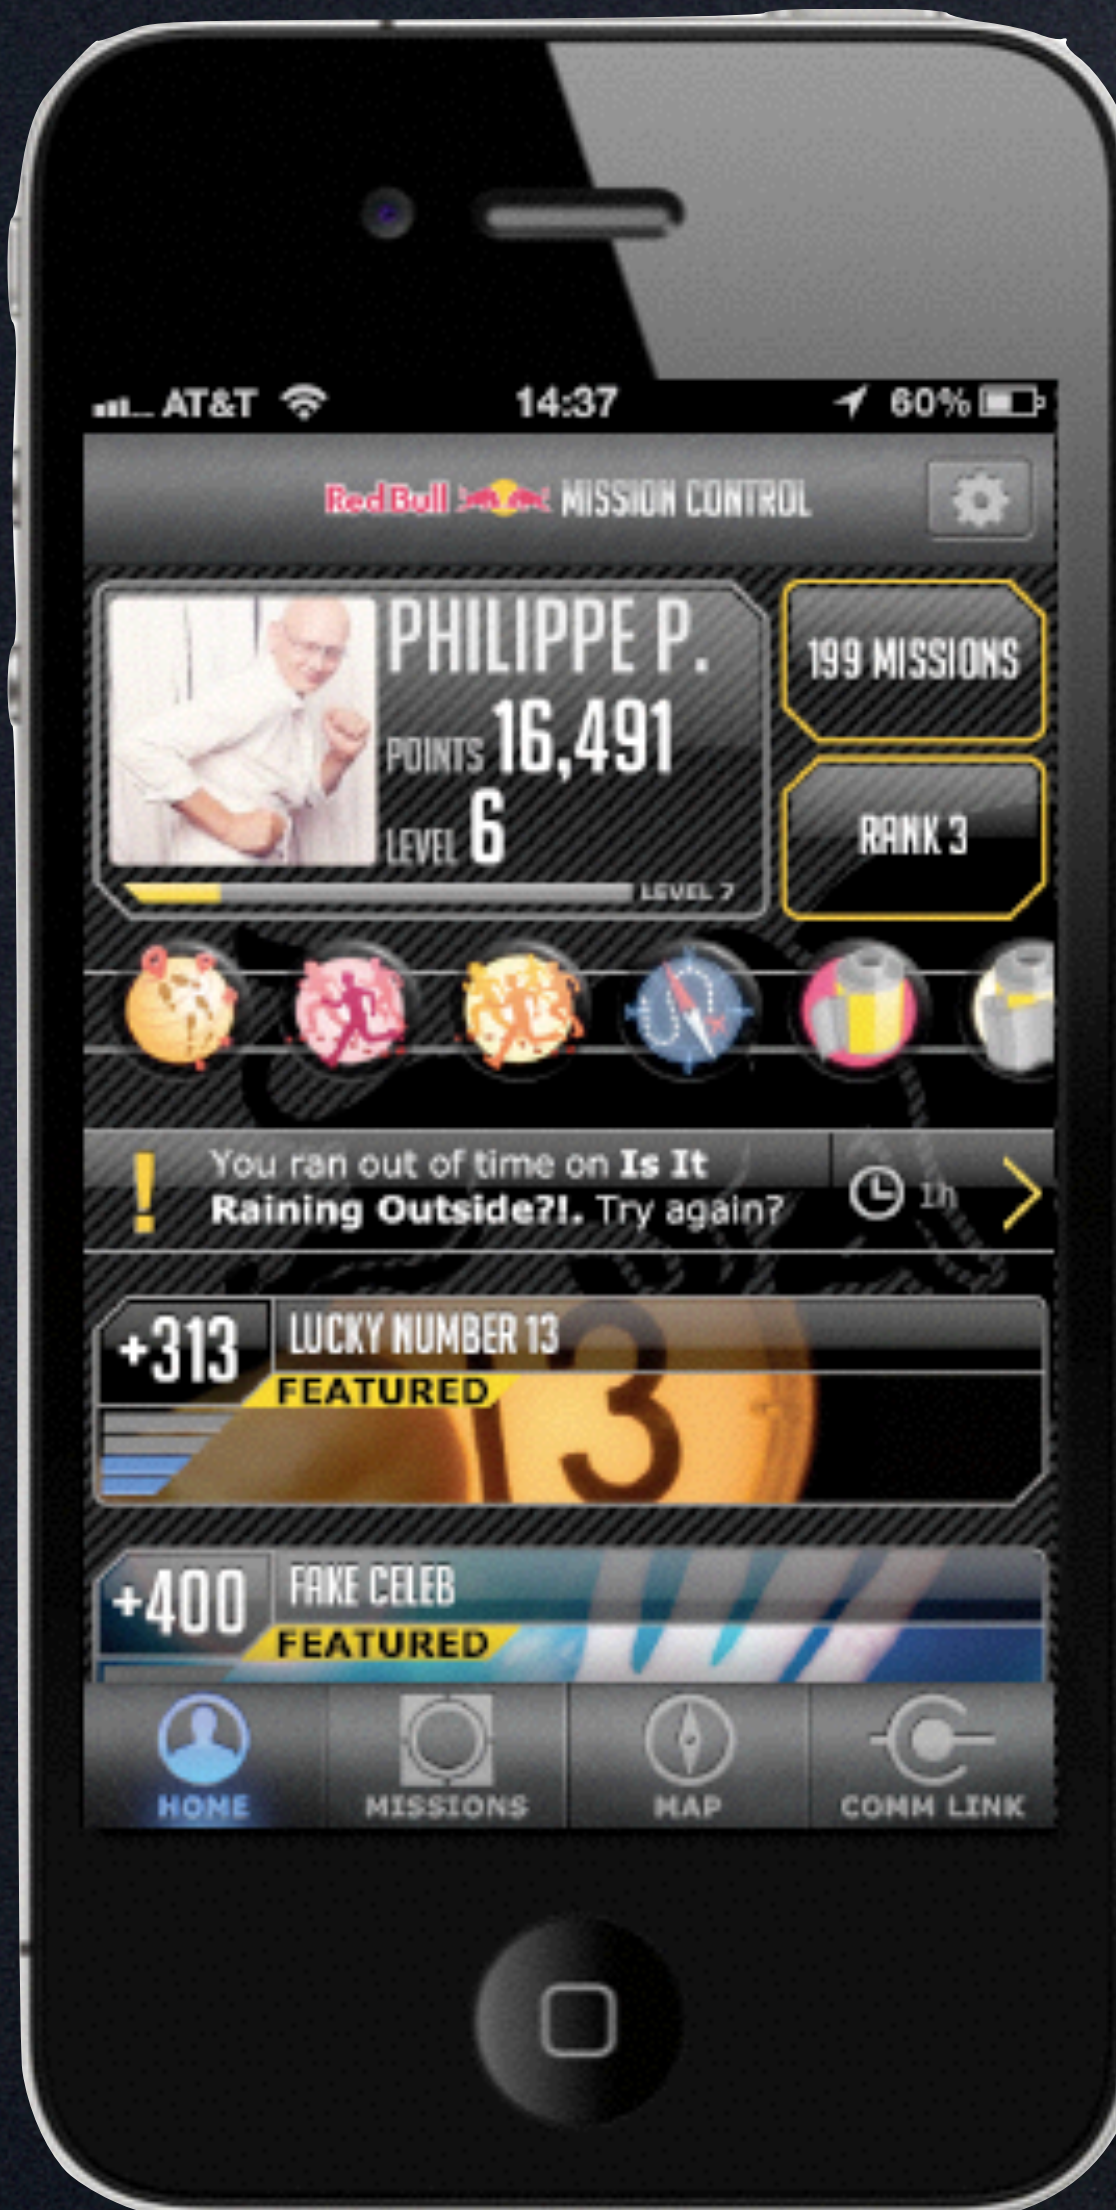 AT&T 14:37 60%
Red Bull MISSION CONTROL
PHILIPPE P.
POINTS 16,491
LEVEL 6
LEVEL 7
199 MISSIONS
RANK 3
! You ran out of time on Is It
Raining Outside?!. Try again?
1h
+313 LUCKY NUMBER 13
FEATURED
13
+400 FAKE CELEB
FEATURED
HOME MISSIONS MAP COMM LINK